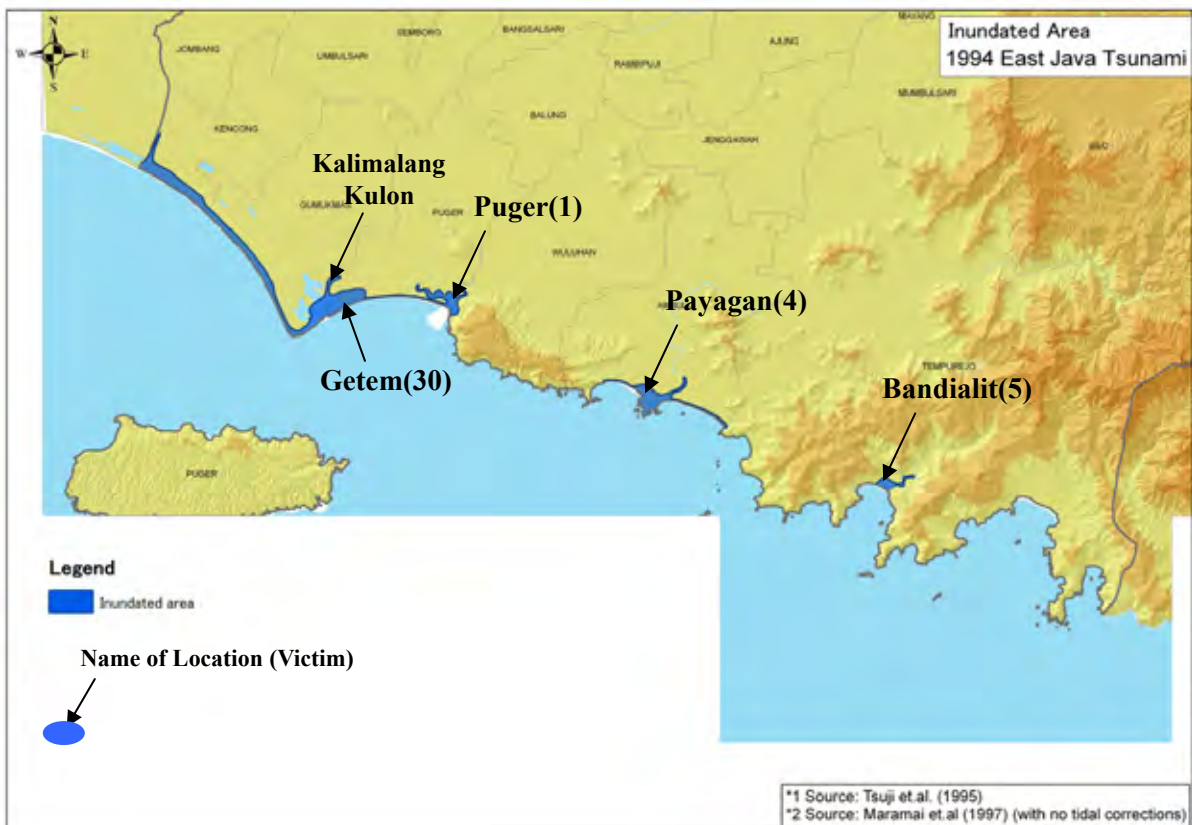 Inundated Area
1994 East Java Tsunami
N
W
E
S
JOMBANG
UMBULSARI
SEMBORO
BANGSALSARI
RAMBIPUJI
AJUNG
MAYANG
MUMBULSARI
KENCONG
BALUNG
JENGGAWAH
Kalimalang
Kulon
GUMUKMAS
PUGER
Puger(1)
WULUHAN
Payagan(4)
Getem(30)
TEMPUREJO
Bandialit(5)
PUGER
Legend
Inundated area
Name of Location (Victim)
*1 Source: Tsuji et.al. (1995)
*2 Source: Maramai et.al (1997) (with no tidal corrections)